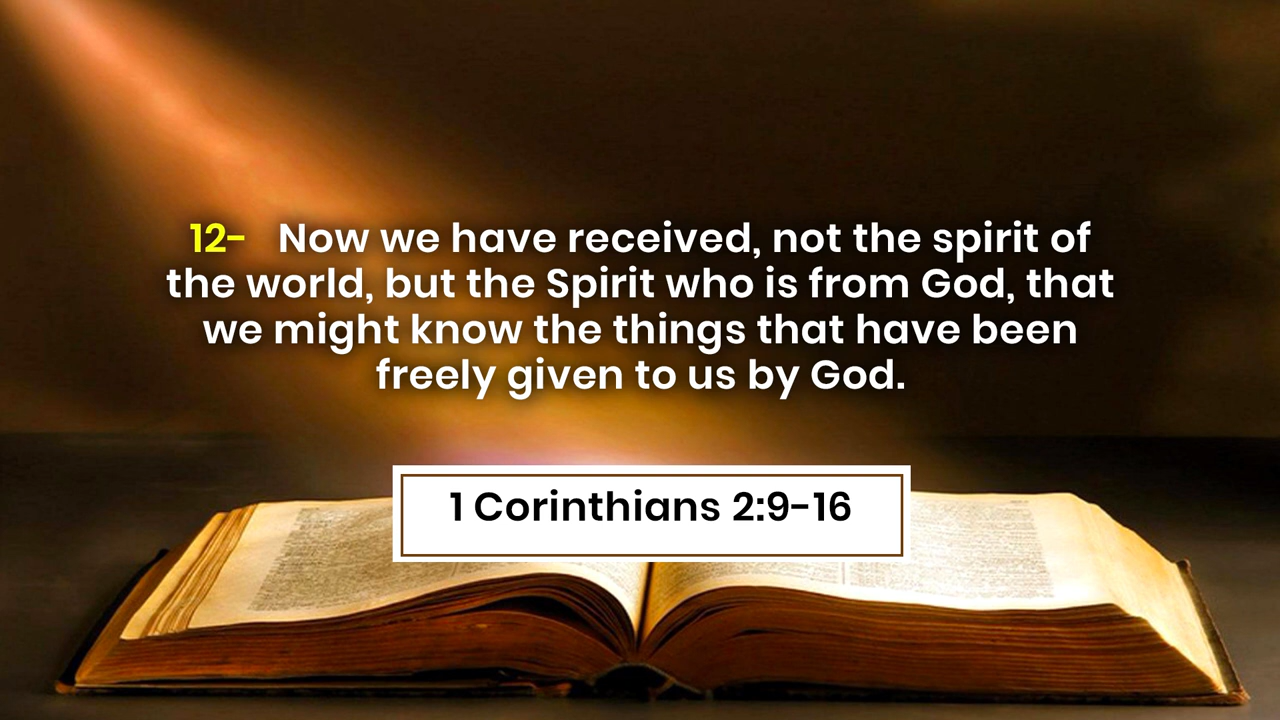 12- Now we have received, not the spirit of
the world, but the Spirit who is from God, that
we might know the things that have been
freely given to us by God.
1 Corinthians 2:9-16